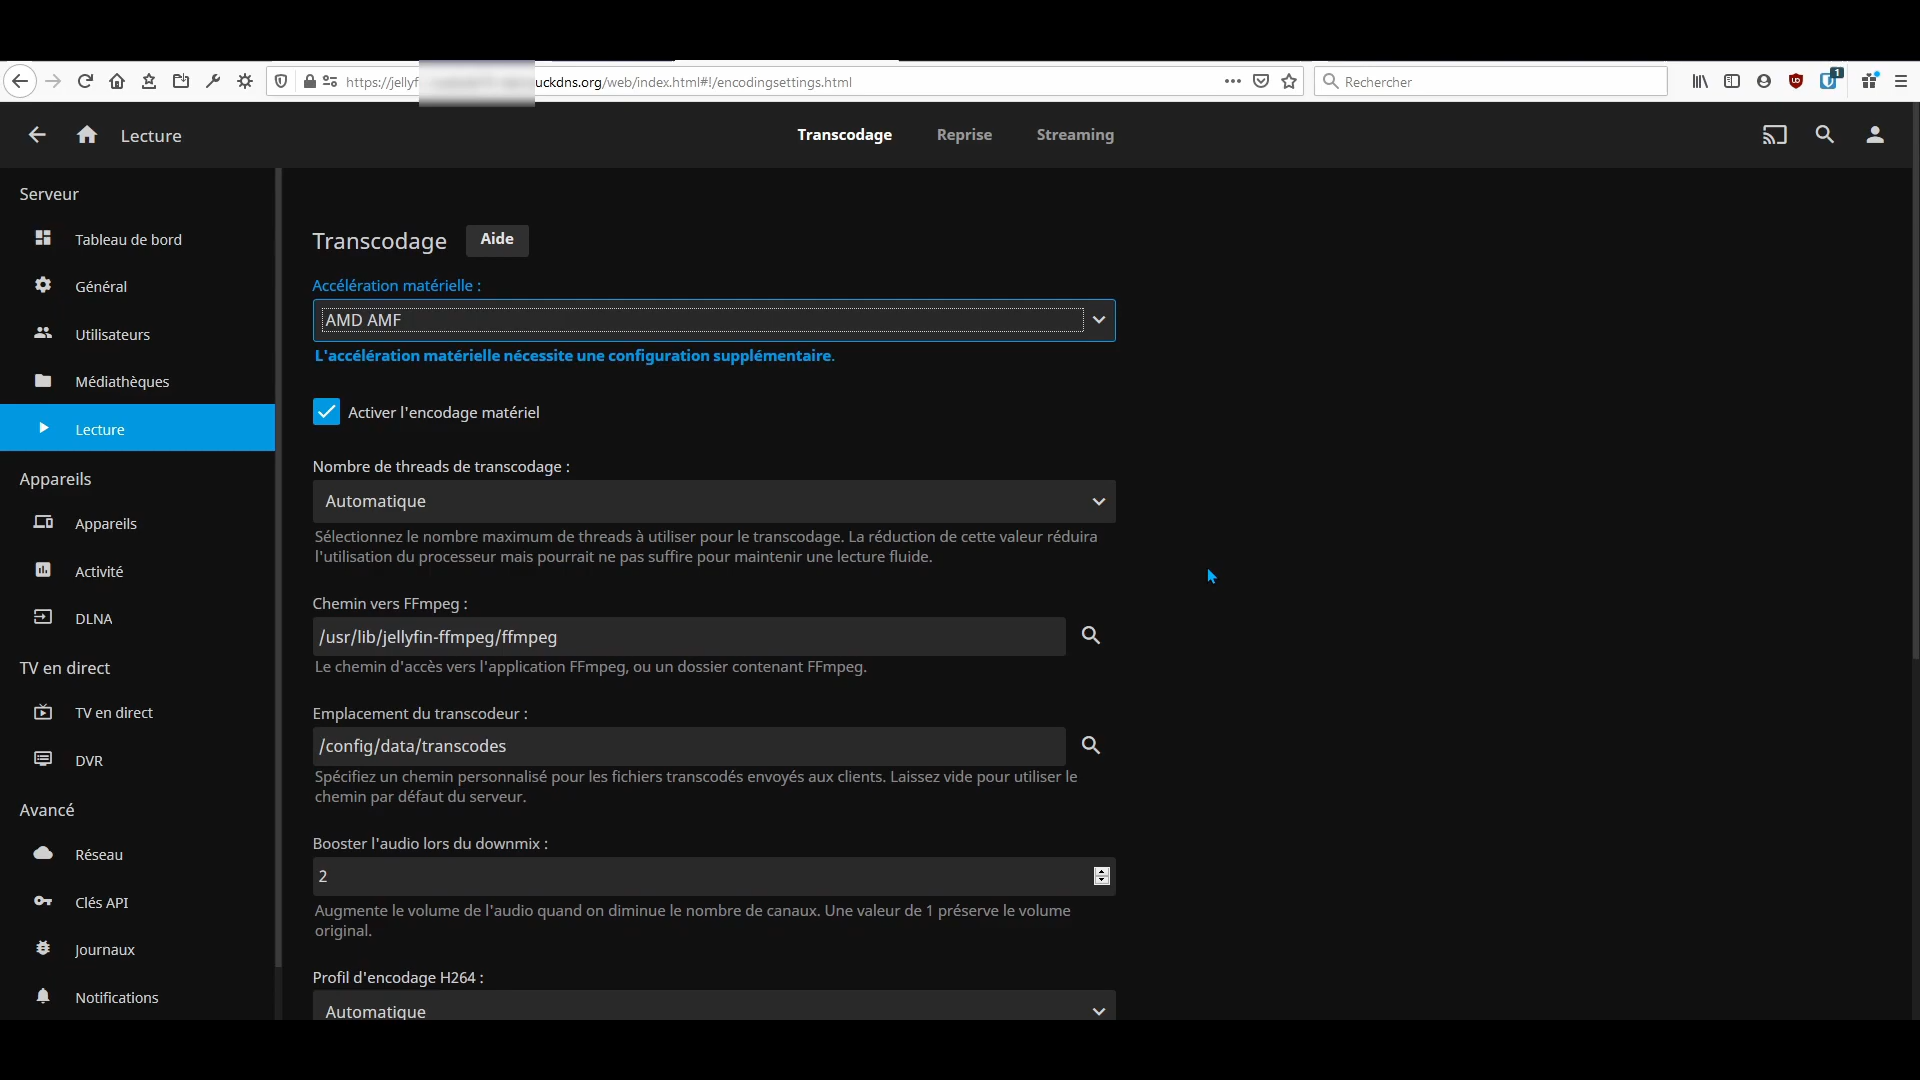 https://jellyf
uckdns.org/web/index.html#!/encodingsettings.html
Rechercher
1
Lecture
Transcodage
Reprise
Streaming
Serveur
Tableau de bord
Général
Utilisateurs
Médiathèques
Lecture
Appareils
Appareils
Activité
DLNA
TV en direct
TV en direct
DVR
Avancé
Réseau
Clés API
Journaux
Notifications
Transcodage
Aide
Accélération matérielle :
AMD AMF
L'accélération matérielle nécessite une configuration supplémentaire.
Activer l'encodage matériel
Nombre de threads de transcodage :
Automatique
Sélectionnez le nombre maximum de threads à utiliser pour le transcodage. La réduction de cette valeur réduira
l'utilisation du processeur mais pourrait ne pas suffire pour maintenir une lecture fluide.
Chemin vers FFmpeg :
/usr/lib/jellyfin-ffmpeg/ffmpeg
Le chemin d'accès vers l'application FFmpeg, ou un dossier contenant FFmpeg.
Emplacement du transcodeur :
/config/data/transcodes
Spécifiez un chemin personnalisé pour les fichiers transcodés envoyés aux clients. Laissez vide pour utiliser le
chemin par défaut du serveur.
Booster l'audio lors du downmix :
2
Augmente le volume de l'audio quand on diminue le nombre de canaux. Une valeur de 1 préserve le volume
original.
Profil d'encodage H264 :
Automatique